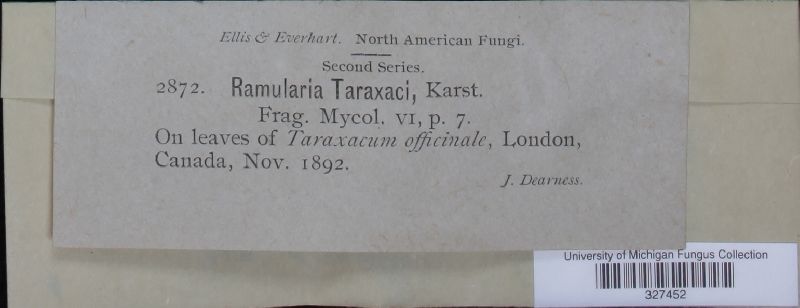 Ellis & Everhart. North American Fungi.
Second Series.
2872. Ramularia Taraxaci, Karst.
Frag. Mycol. VI, p. 7.
On leaves of Taraxacum officinale, London,
Canada, Nov. 1892.
J. Dearness.
University of Michigan Fungus Collection
327452